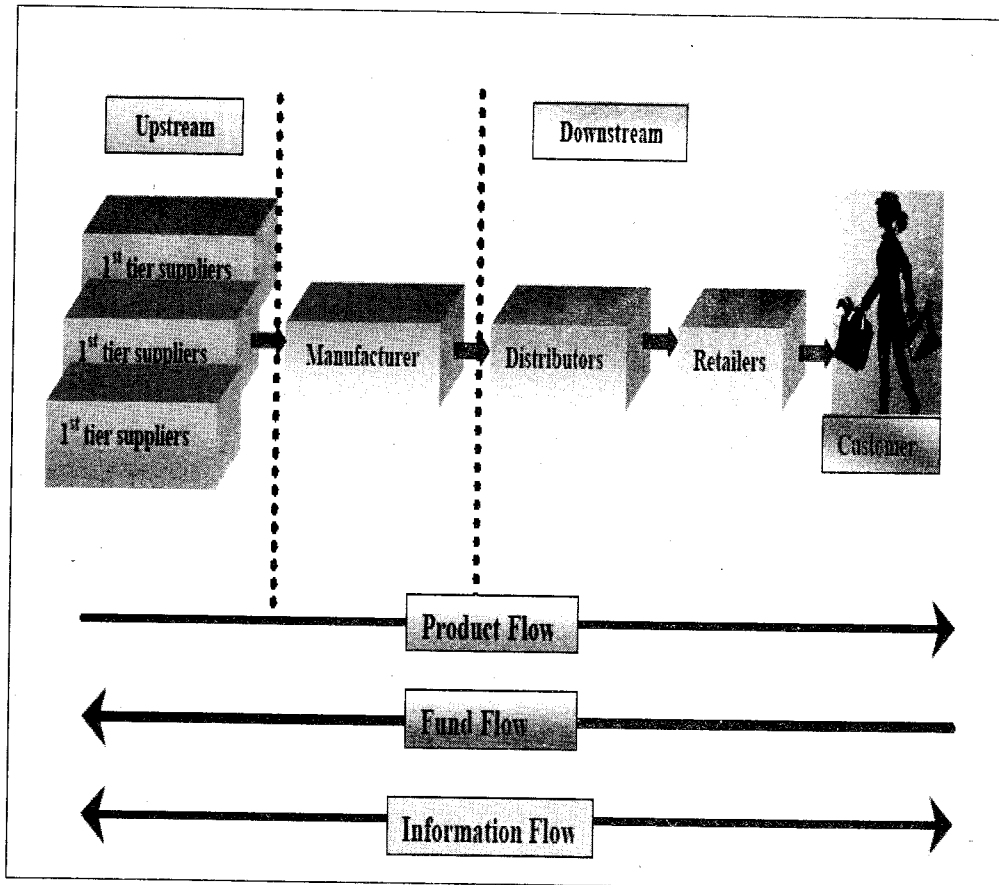 Upstream
Downstream
1st tier suppliers
1st tier suppliers
1st tier suppliers
Manufacturer
Distributors
Retailers
Customer
Product Flow
Fund Flow
Information Flow